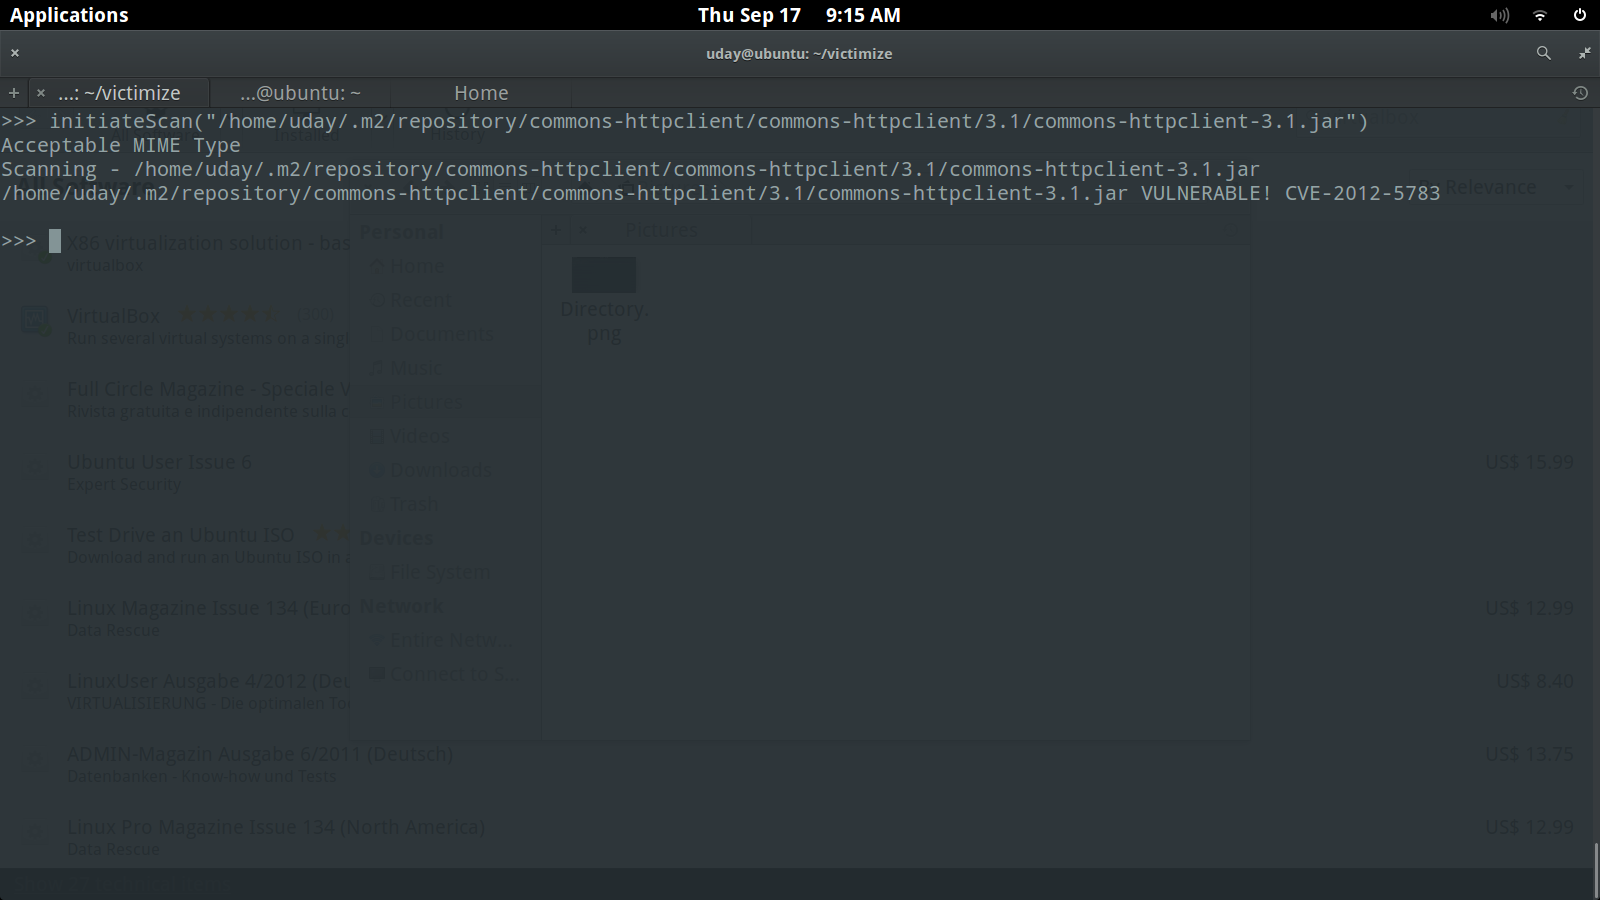 Applications
Thu Sep 17 9:15 AM
uday@ubuntu: ~/victimize
...: ~/victimize
...@ubuntu: ~
Home
>>> initiateScan("/home/uday/.m2/repository/commons-httpclient/commons-httpclient/3.1/commons-httpclient-3.1.jar")
Acceptable MIME Type
Scanning - /home/uday/.m2/repository/commons-httpclient/commons-httpclient/3.1/commons-httpclient-3.1.jar
/home/uday/.m2/repository/commons-httpclient/commons-httpclient/3.1/commons-httpclient-3.1.jar VULNERABLE! CVE-2012-5783
>>>
Installed
History
All Software
Relevance
X86 virtualization solution - bas
virtualbox
VirtualBox
(300)
Run several virtual systems on a singl
Full Circle Magazine - Speciale V
Rivista gratuita e indipendente sulla c
Ubuntu User Issue 6
Expert Security
US$ 15.99
Test Drive an Ubuntu ISO
Download and run an Ubuntu ISO in a
Linux Magazine Issue 134 (Euro
Data Rescue
US$ 12.99
LinuxUser Ausgabe 4/2012 (Deu
VIRTUALISIERUNG - Die optimalen Too
US$ 8.40
ADMIN-Magazin Ausgabe 6/2011 (Deutsch)
Datenbanken - Know-how und Tests
US$ 13.75
Linux Pro Magazine Issue 134 (North America)
Data Rescue
US$ 12.99
Personal
Home
Recent
Documents
Music
Pictures
Videos
Downloads
Trash
Devices
File System
Network
Entire Netw...
Connect to S...
Pictures
Directory.
png